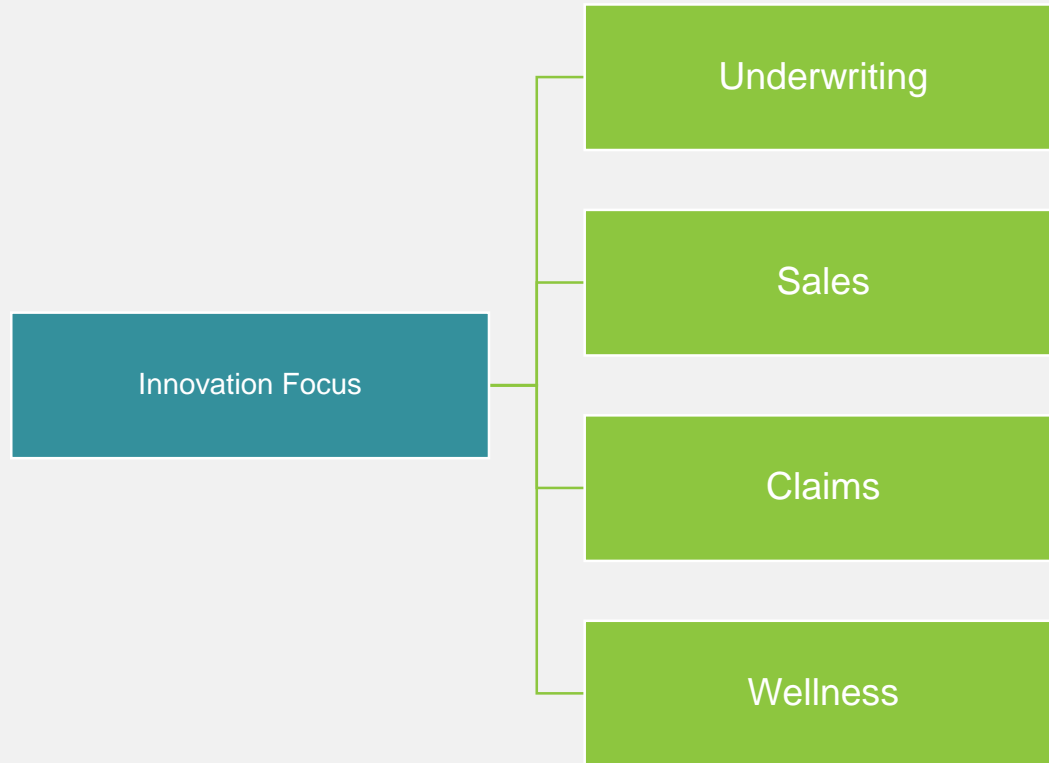 Underwriting
Sales
Innovation Focus
Claims
Wellness